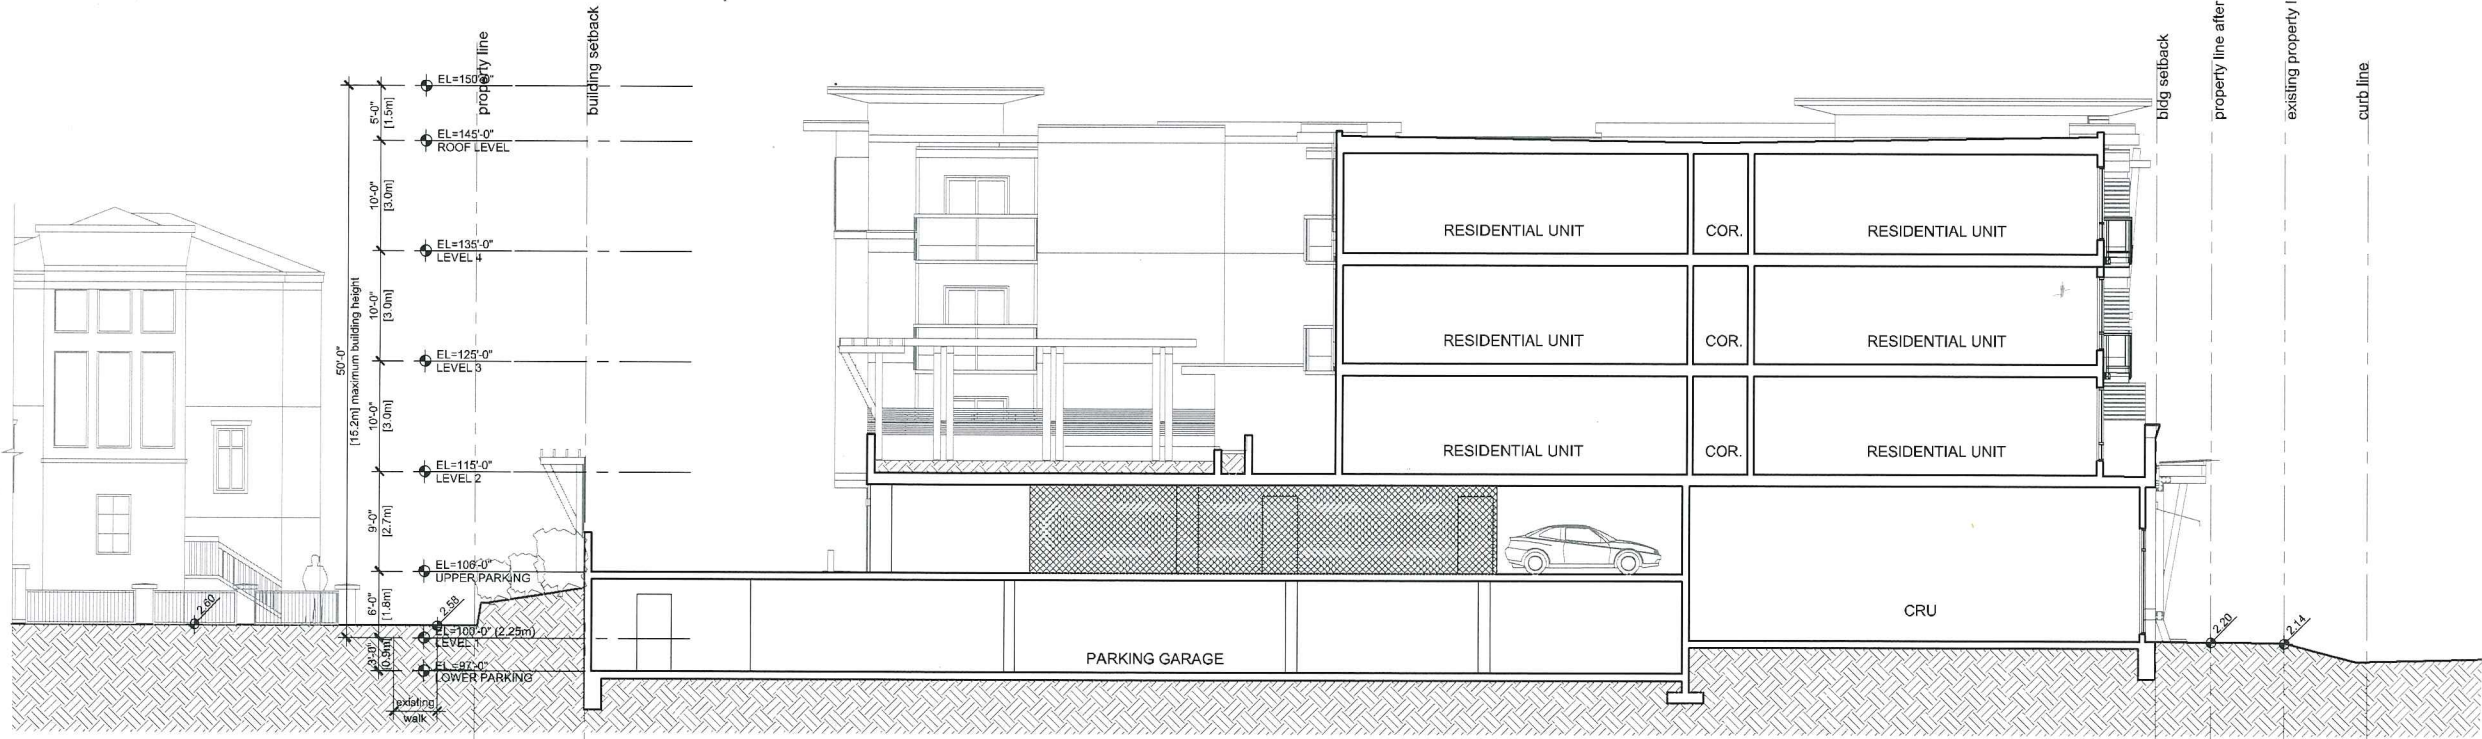 property line
building setback
EL=150'-0"
5'-0"
[1.5m]
EL=145'-0"
ROOF LEVEL
10'-0"
[3.0m]
EL=135'-0"
LEVEL 4
10'-0"
[3.0m]
EL=125'-0"
LEVEL 3
10'-0"
[3.0m]
EL=115'-0"
LEVEL 2
9'-0"
[2.7m]
EL=106'-0"
UPPER PARKING
6'-0"
[1.8m]
EL=100'-0" (2.25m)
LEVEL 1
3'-0"
[0.9m]
EL=97'-0"
LOWER PARKING
50'-0"
[15.2m] maximum building height
2.60
2.58
existing
walk
RESIDENTIAL UNIT COR. RESIDENTIAL UNIT
RESIDENTIAL UNIT COR. RESIDENTIAL UNIT
RESIDENTIAL UNIT COR. RESIDENTIAL UNIT
CRU
PARKING GARAGE
bldg setback
property line after
existing property l
curb line
2.20
2.14